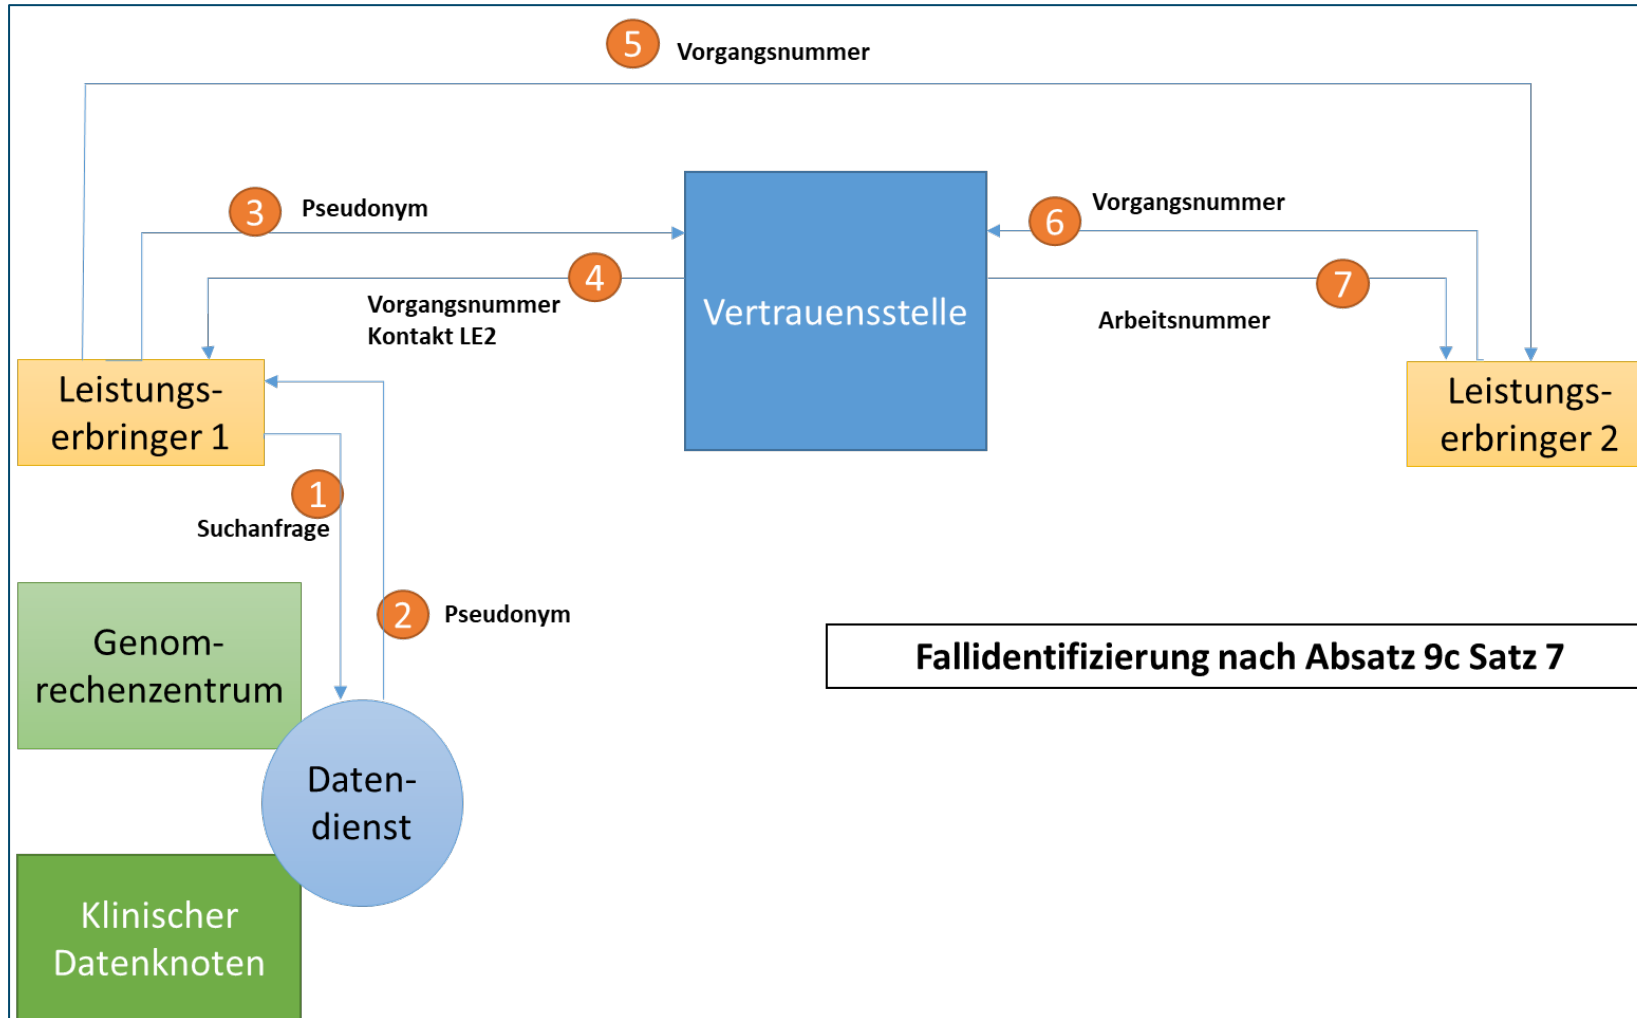 5
Vorgangsnummer
3
Pseudonym
Vorgangsnummer
6
4
7
Vorgangsnummer
Kontakt LE2
Vertrauensstelle
Arbeitsnummer
Leistungs-
erbringer 1
Leistungs-
erbringer 2
1
Suchanfrage
2
Pseudonym
Genom-
rechenzentrum
Fallidentifizierung nach Absatz 9c Satz 7
Daten-
dienst
Klinischer
Datenknoten